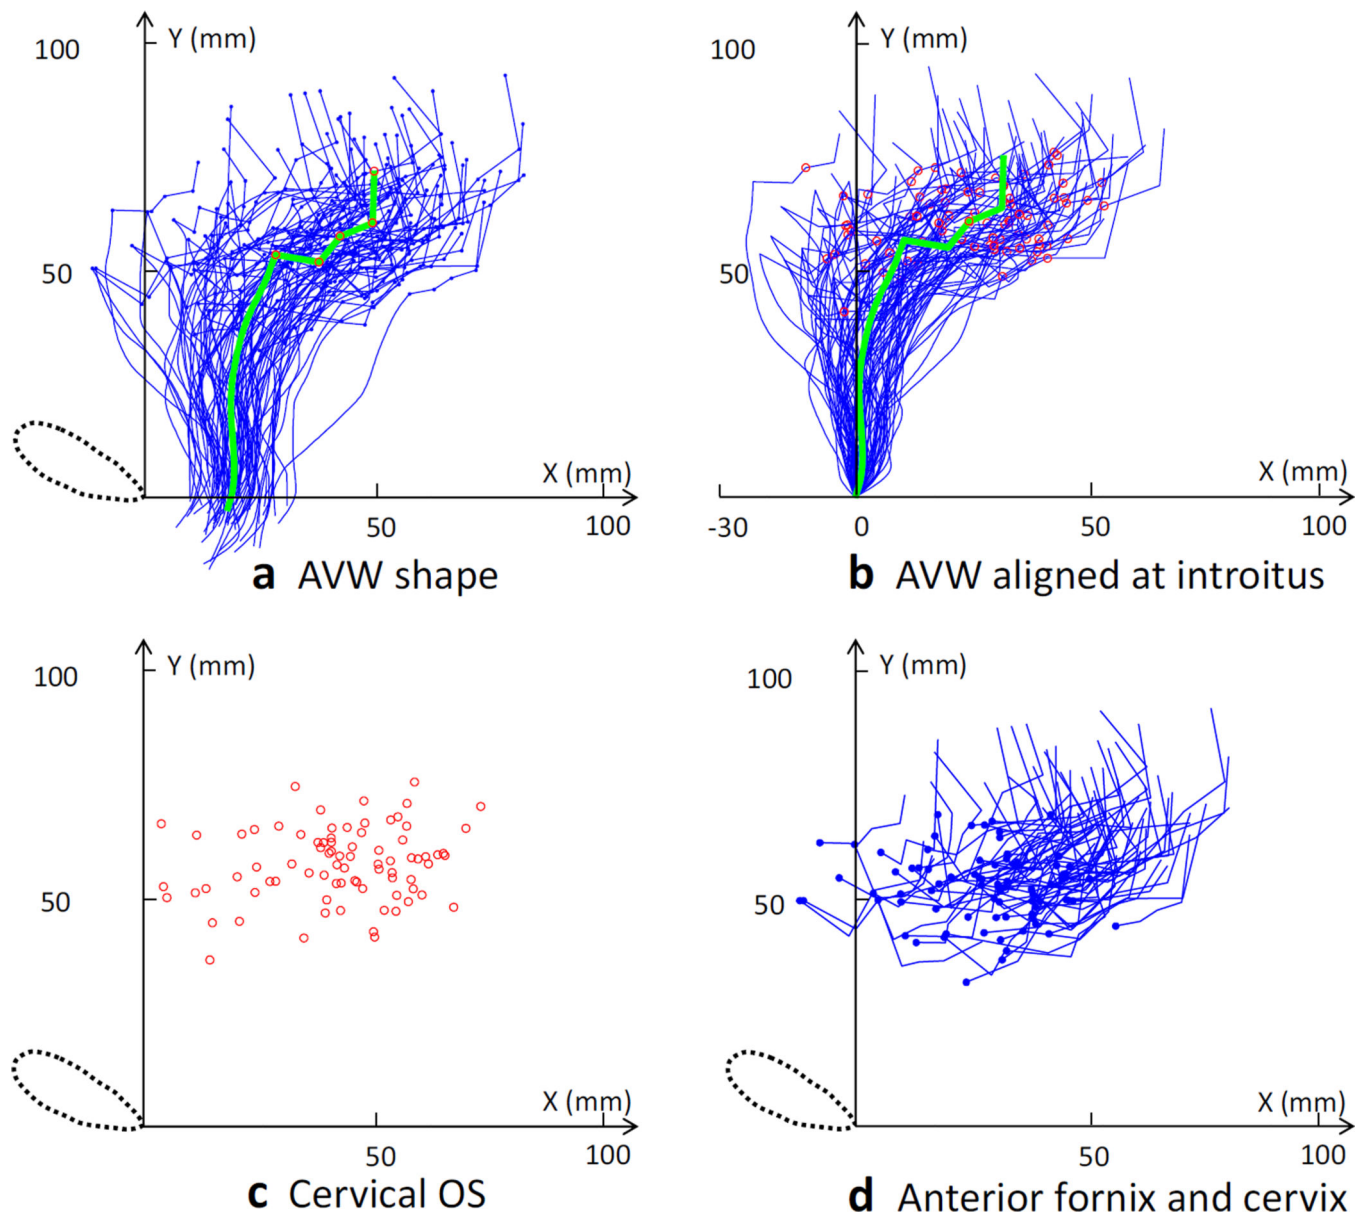 100 Y (mm)
50
X (mm)
50 100
a AVW shape
100 Y (mm)
50
X (mm)
-30 0 50 100
b AVW aligned at introitus
100 Y (mm)
50
X (mm)
50 100
c Cervical OS
100 Y (mm)
50
X (mm)
50 100
d Anterior fornix and cervix